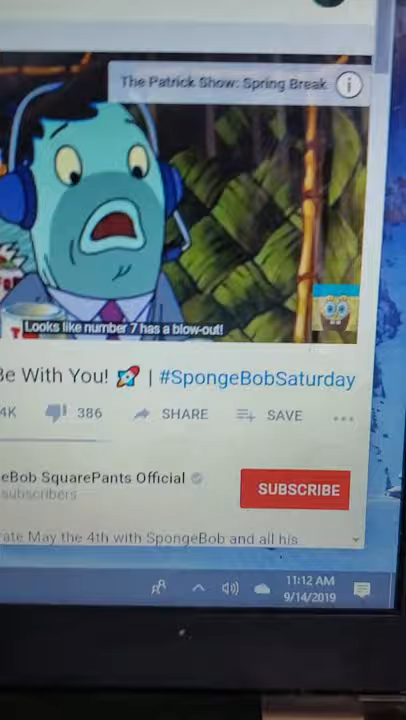 The Patrick Show: Spring Break
Looks like number 7 has a blow-out!
Be With You! 🚀 | #SpongeBobSaturday
4K 386 SHARE SAVE
eBob SquarePants Official
subscribers
SUBSCRIBE
rate May the 4th with SpongeBob and all his
11:12 AM
9/14/2019